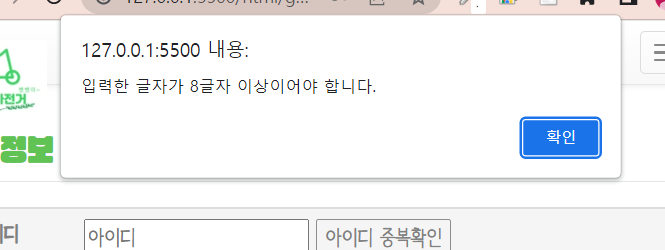 127.0.0.1:5500 내용:
입력한 글자가 8글자 이상이어야 합니다.
확인
정보
아이디
아이디 중복확인